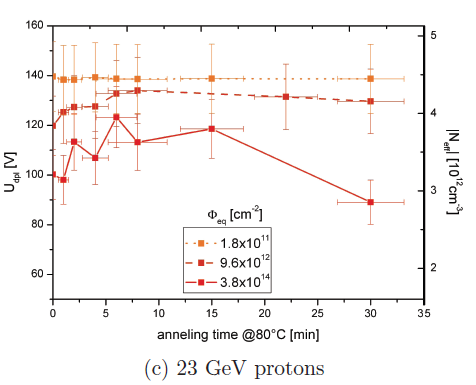 160
140
120
100
80
60
U_dpl [V]
5
4
3
2
|N_eff| [10^12 cm^-3]
Φ_eq [cm^-2]
1.8x10^11
9.6x10^12
3.8x10^14
0 5 10 15 20 25 30 35
anneling time @80°C [min]
(c) 23 GeV protons